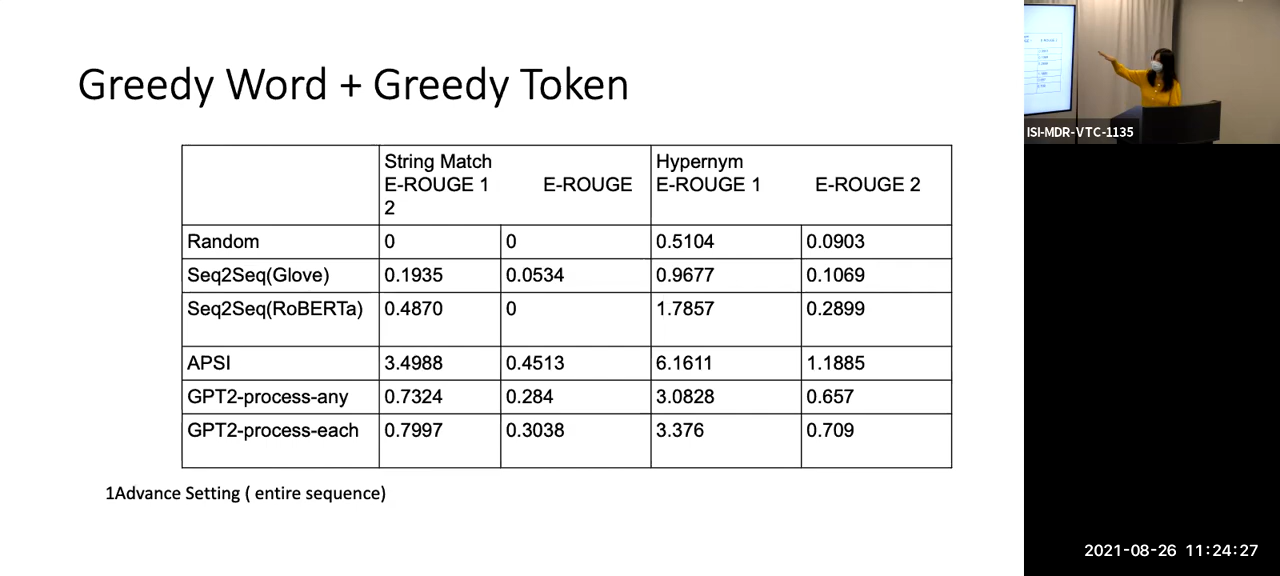 Greedy Word + Greedy Token
String Match Hypernym
E-ROUGE 1 E-ROUGE E-ROUGE 1 E-ROUGE 2
2
Random 0 0 0.5104 0.0903
Seq2Seq(Glove) 0.1935 0.0534 0.9677 0.1069
Seq2Seq(RoBERTa) 0.4870 0 1.7857 0.2899
APSI 3.4988 0.4513 6.1611 1.1885
GPT2-process-any 0.7324 0.284 3.0828 0.657
GPT2-process-each 0.7997 0.3038 3.376 0.709
1Advance Setting ( entire sequence)
ISI-MDR-VTC-1135
2021-08-26 11:24:27